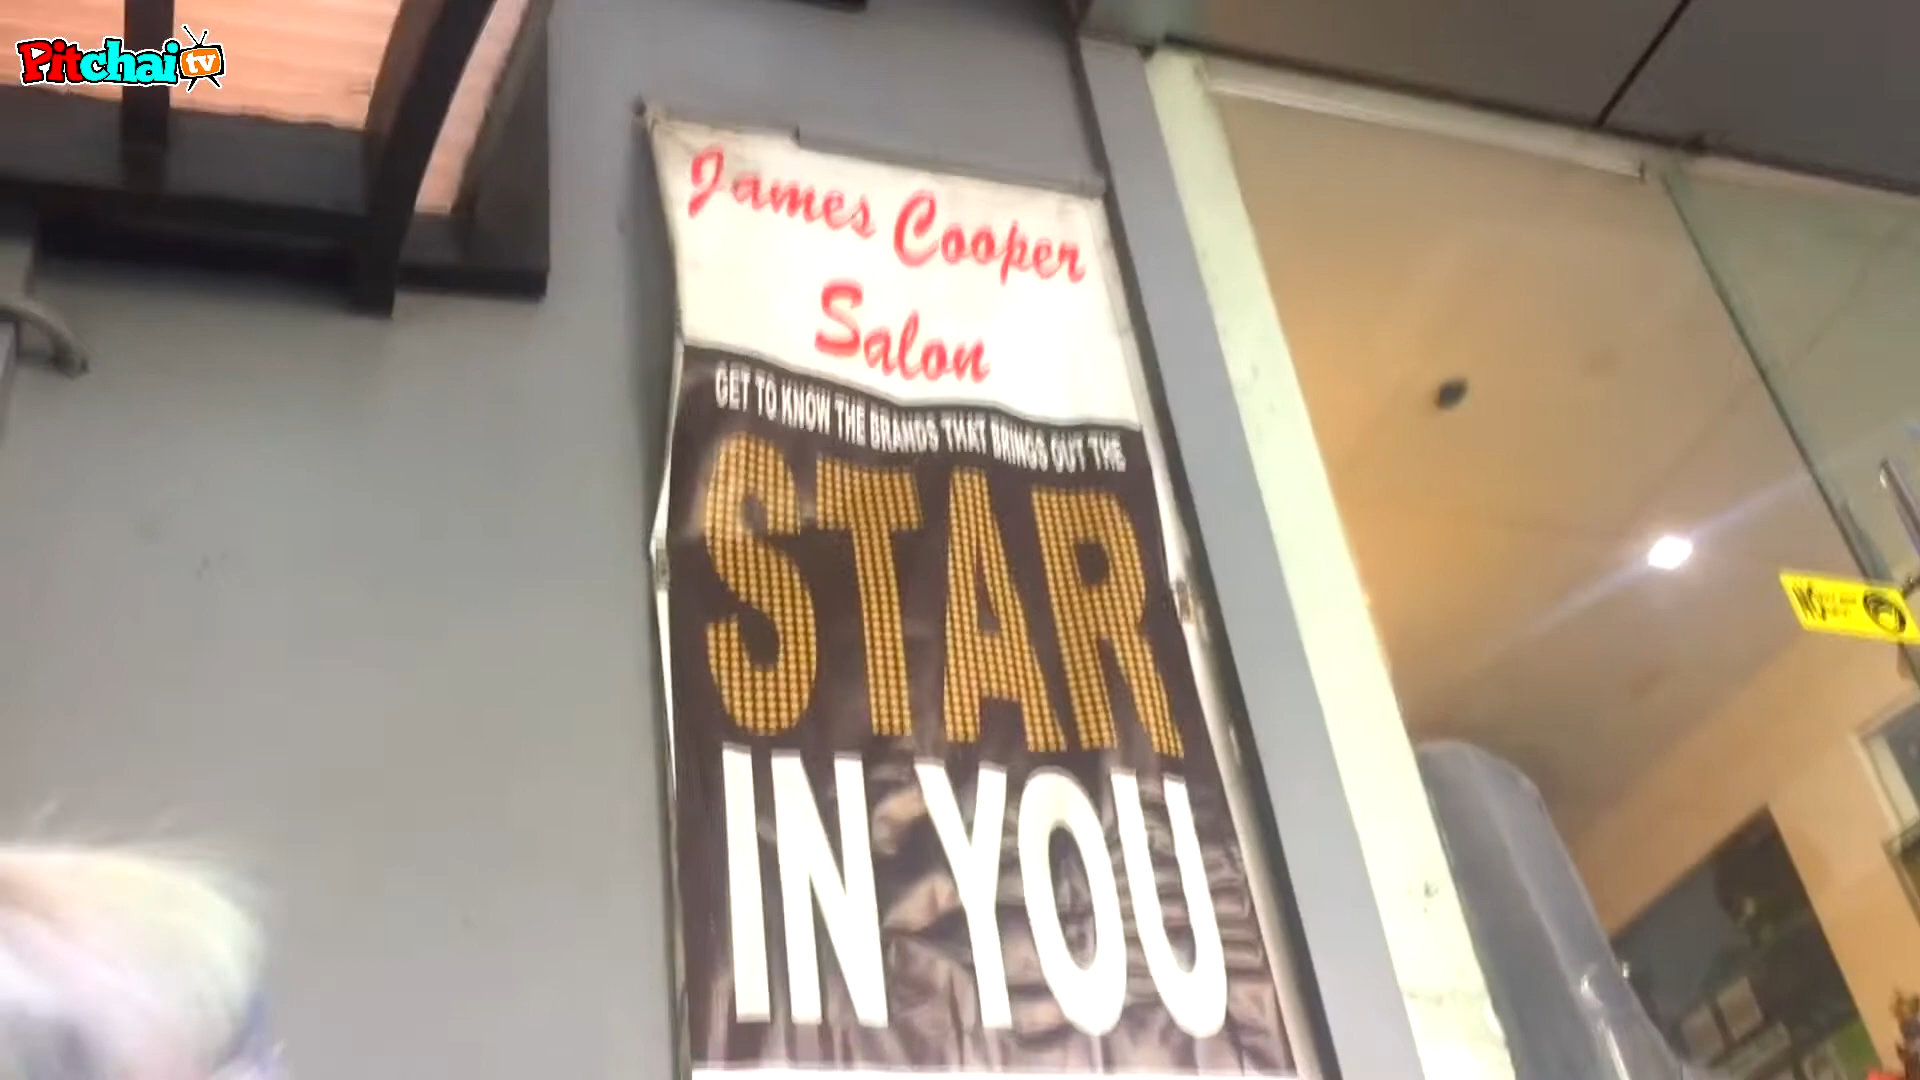 Pitchai tv
James Cooper
Salon
GET TO KNOW THE BRANDS THAT BRINGS OUT THE
STAR
IN YOU